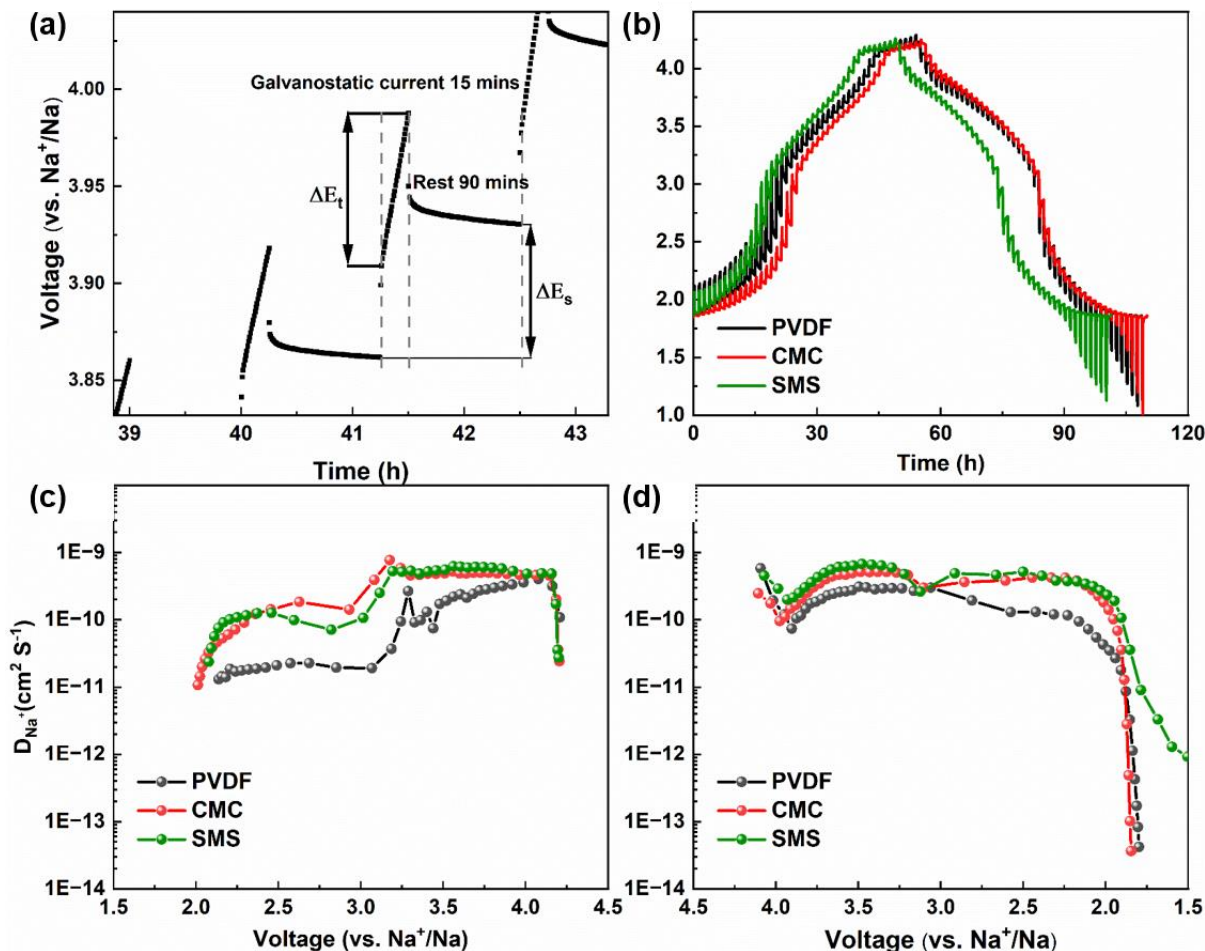 (a)
Voltage (vs. Na⁺/Na)
4.00
3.95
3.90
3.85
Galvanostatic current 15 mins
Rest 90 mins
ΔEₜ
ΔEₛ
39 40 41 42 43
Time (h)
(b)
4.0
3.5
3.0
2.5
2.0
1.5
1.0
PVDF
CMC
SMS
0 30 60 90 120
Time (h)
(c)
D_Na⁺(cm² S⁻¹)
1E−9
1E−10
1E−11
1E−12
1E−13
1E−14
PVDF
CMC
SMS
1.5 2.0 2.5 3.0 3.5 4.0 4.5
Voltage (vs. Na⁺/Na)
(d)
1E−9
1E−10
1E−11
1E−12
1E−13
1E−14
PVDF
CMC
SMS
4.5 4.0 3.5 3.0 2.5 2.0 1.5
Voltage (vs. Na⁺/Na)